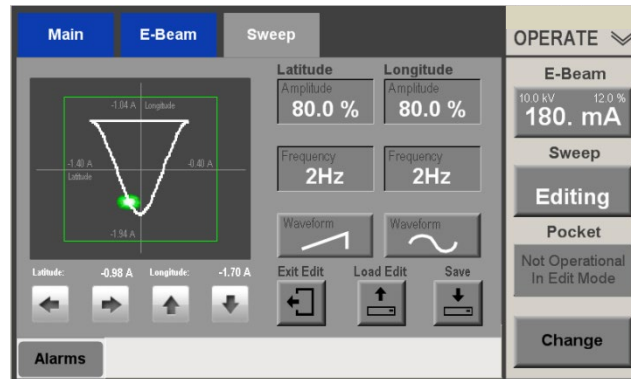 Main
E-Beam
Sweep
OPERATE
-1.04 A Longitude
-1.40 A
Latitude
-0.40 A
-1.94 A
Latitude: -0.98 A Longitude: -1.70 A
Latitude
Longitude
Amplitude
80.0 %
Amplitude
80.0 %
Frequency
2Hz
Frequency
2Hz
Waveform
Waveform
Exit Edit
Load Edit
Save
E-Beam
10.0 kV 12.0 %
180. mA
Sweep
Editing
Pocket
Not Operational
In Edit Mode
Change
Alarms